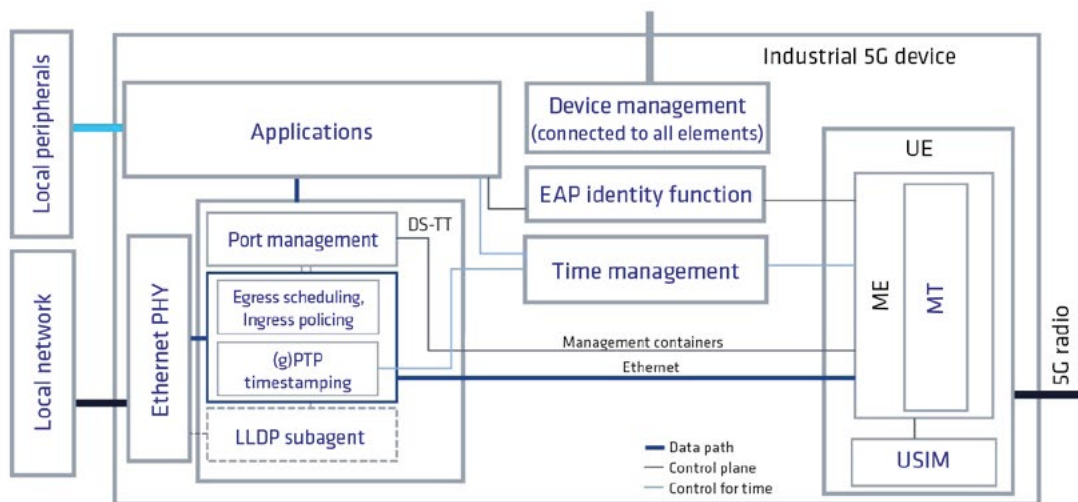 Local peripherals
Local network
Industrial 5G device
Applications
Device management
(connected to all elements)
EAP identity function
Time management
DS-TT
Port management
Egress scheduling,
Ingress policing
(g)PTP
timestamping
LLDP subagent
Ethernet PHY
Management containers
Ethernet
UE
ME
MT
USIM
5G radio
Data path
Control plane
Control for time